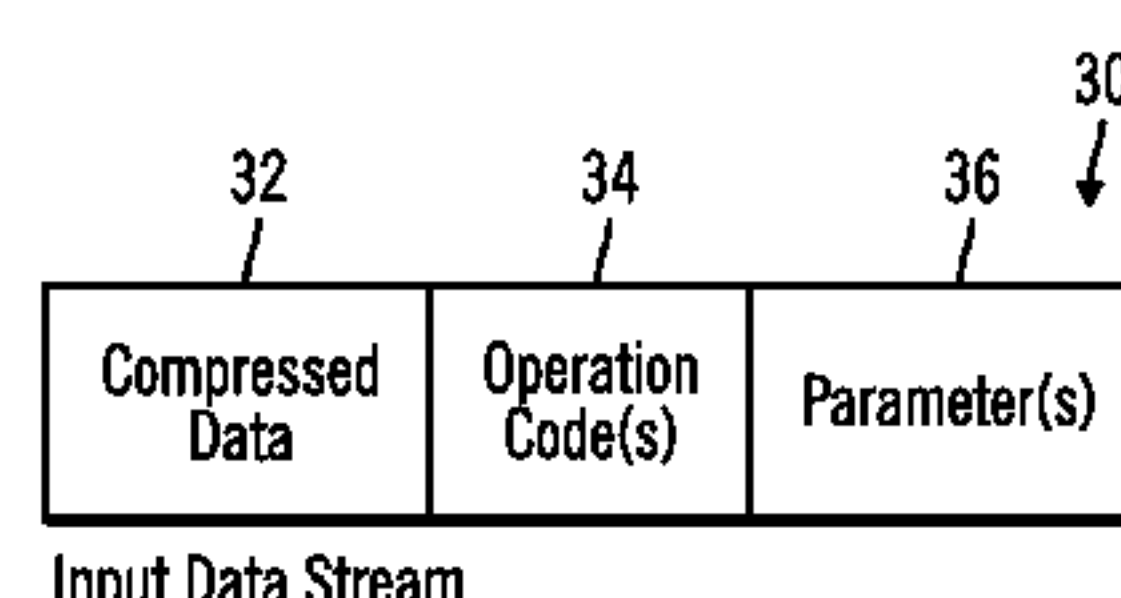 30
32 34 36
Compressed
Data
Operation
Code(s)
Parameter(s)
Input Data Stream